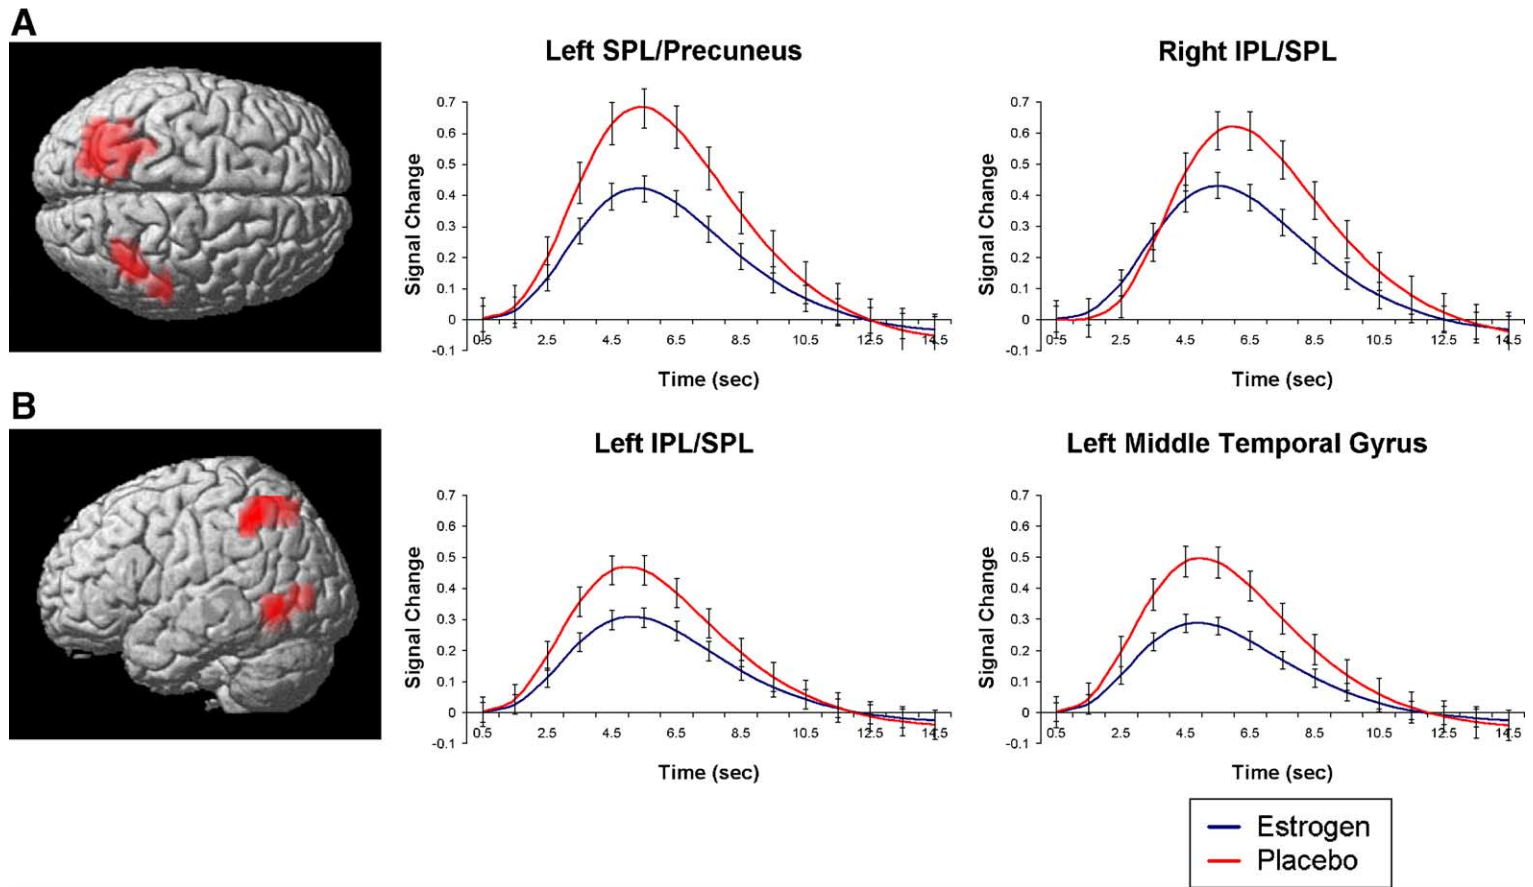 A
Left SPL/Precuneus
Right IPL/SPL
0.7
0.6
0.5
0.4
0.3
0.2
0.1
0
-0.1
Signal Change
0.5 2.5 4.5 6.5 8.5 10.5 12.5 14.5
Time (sec)
0.7
0.6
0.5
0.4
0.3
0.2
0.1
0
-0.1
Signal Change
0.5 2.5 4.5 6.5 8.5 10.5 12.5 14.5
Time (sec)
B
Left IPL/SPL
Left Middle Temporal Gyrus
0.7
0.6
0.5
0.4
0.3
0.2
0.1
0
-0.1
Signal Change
0.5 2.5 4.5 6.5 8.5 10.5 12.5 14.5
Time (sec)
0.7
0.6
0.5
0.4
0.3
0.2
0.1
0
-0.1
Signal Change
0.5 2.5 4.5 6.5 8.5 10.5 12.5 14.5
Time (sec)
Estrogen
Placebo